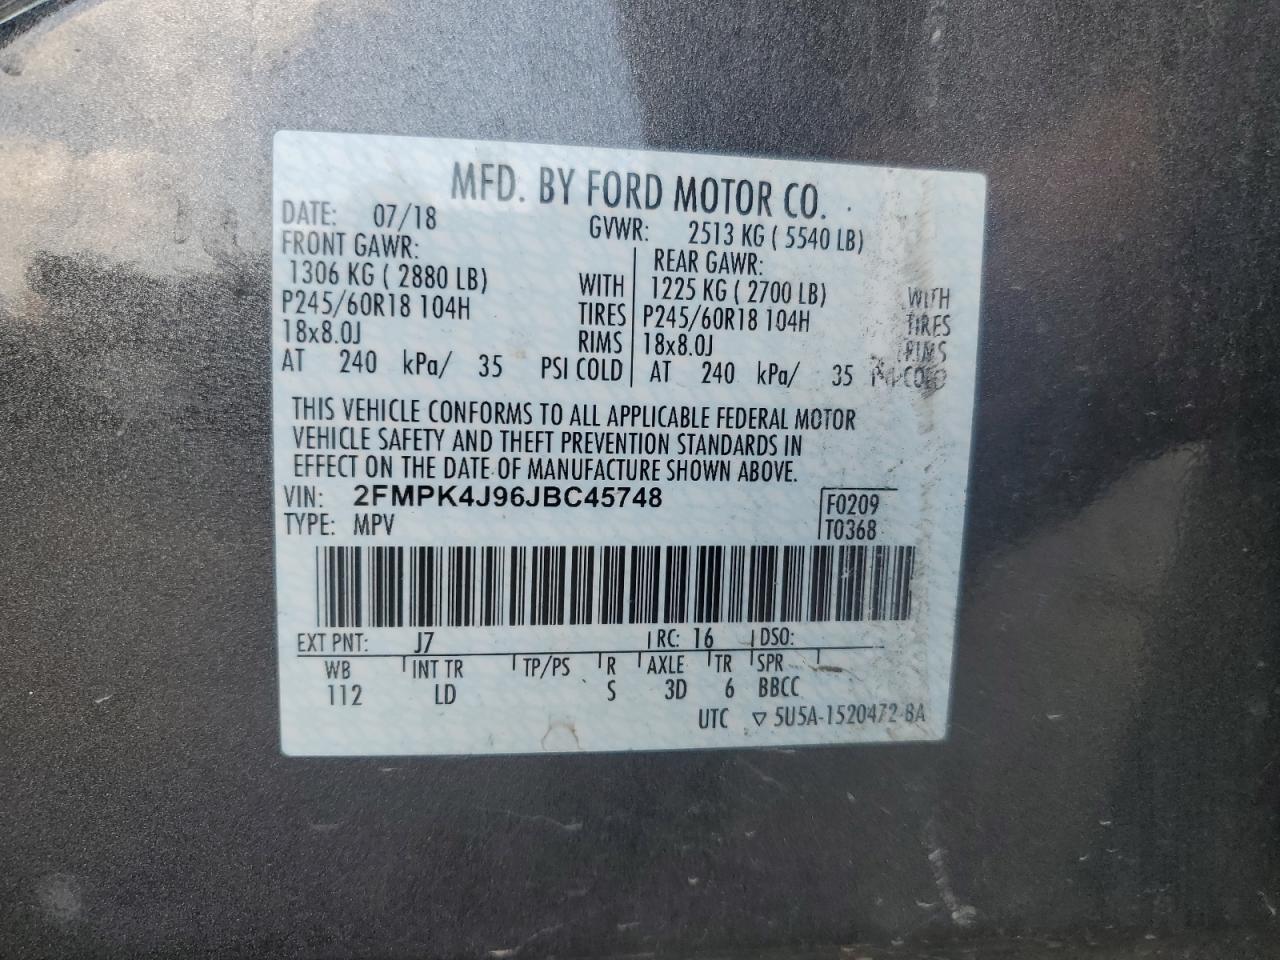 MFD. BY FORD MOTOR CO.
DATE: 07/18 GVWR: 2513 KG ( 5540 LB)
FRONT GAWR: REAR GAWR:
1306 KG ( 2880 LB) WITH 1225 KG ( 2700 LB) WITH
P245/60R18 104H TIRES P245/60R18 104H TIRES
18x8.0J RIMS 18x8.0J RIMS
AT 240 kPa/ 35 PSI COLD AT 240 kPa/ 35 PSI COLD
THIS VEHICLE CONFORMS TO ALL APPLICABLE FEDERAL MOTOR
VEHICLE SAFETY AND THEFT PREVENTION STANDARDS IN
EFFECT ON THE DATE OF MANUFACTURE SHOWN ABOVE.
VIN: 2FMPK4J96JBC45748 F0209
TYPE: MPV T0368
EXT PNT: J7 RC: 16 DSO:
WB INT TR TP/PS R AXLE TR SPR
112 LD S 3D 6 BBCC
UTC ▽ 5U5A-1520472-BA